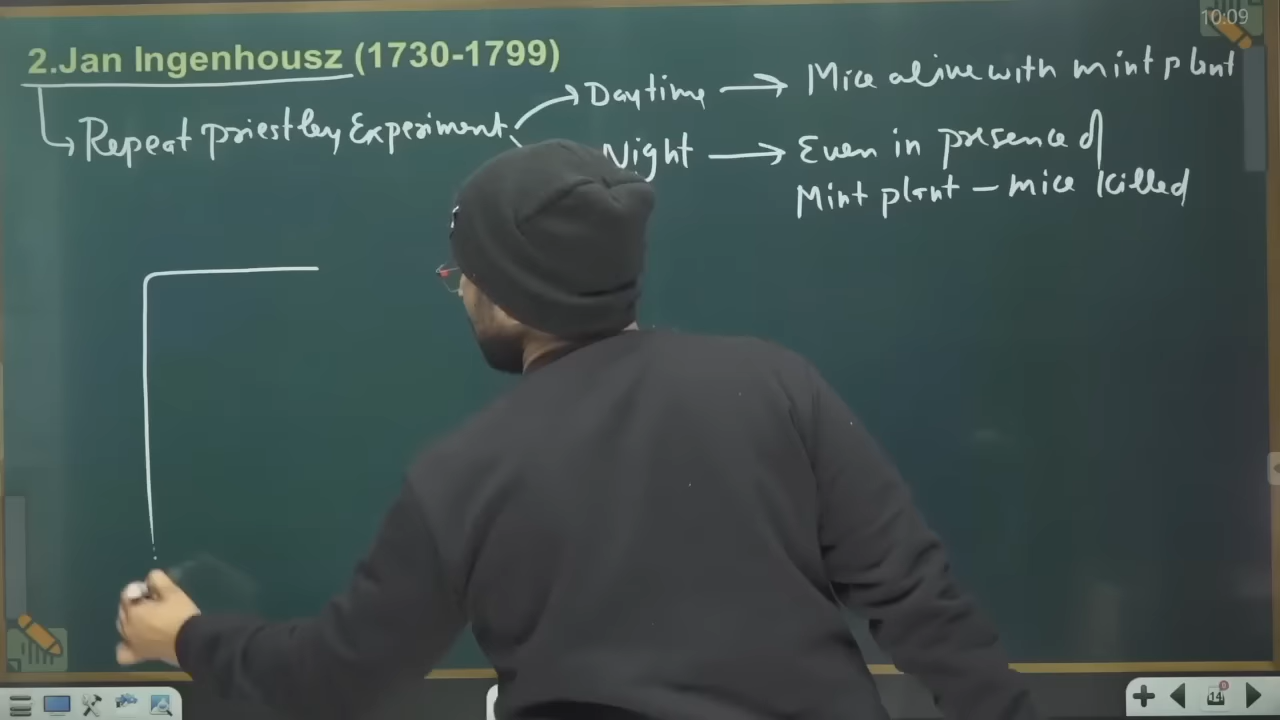 10:09
2.Jan Ingenhousz (1730-1799)
Repeat priestley Experiment
Daytime → Mice alive with mint plant
Night → Even in presence of
Mint plant – mice killed
14